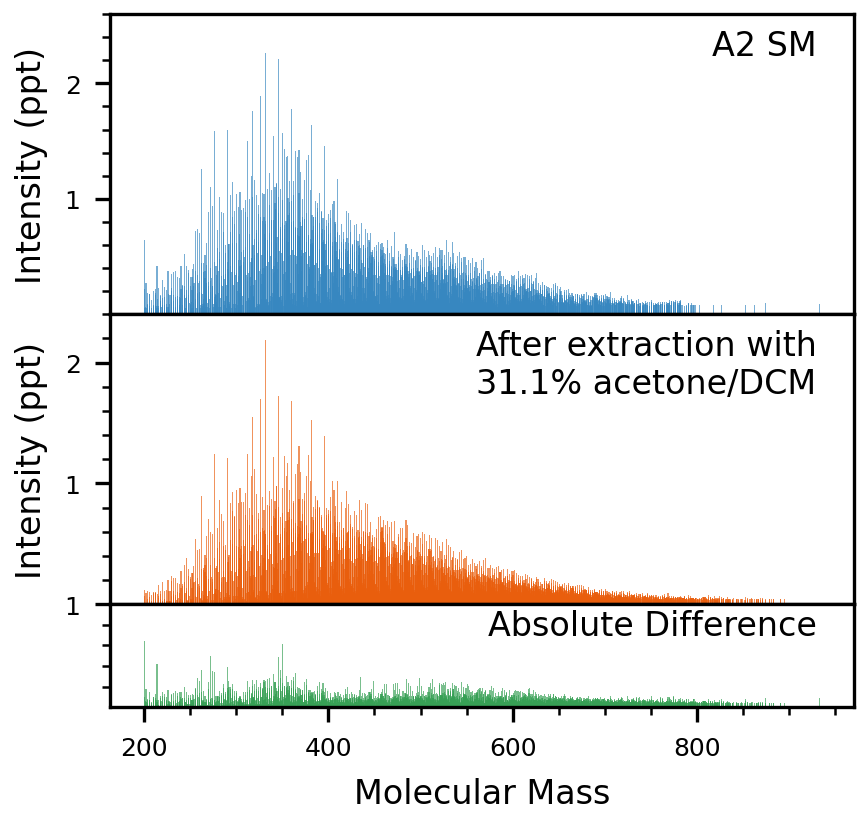 A2 SM
Intensity (ppt)
2
1
After extraction with
31.1% acetone/DCM
Intensity (ppt)
2
1
1
Absolute Difference
200 400 600 800
Molecular Mass